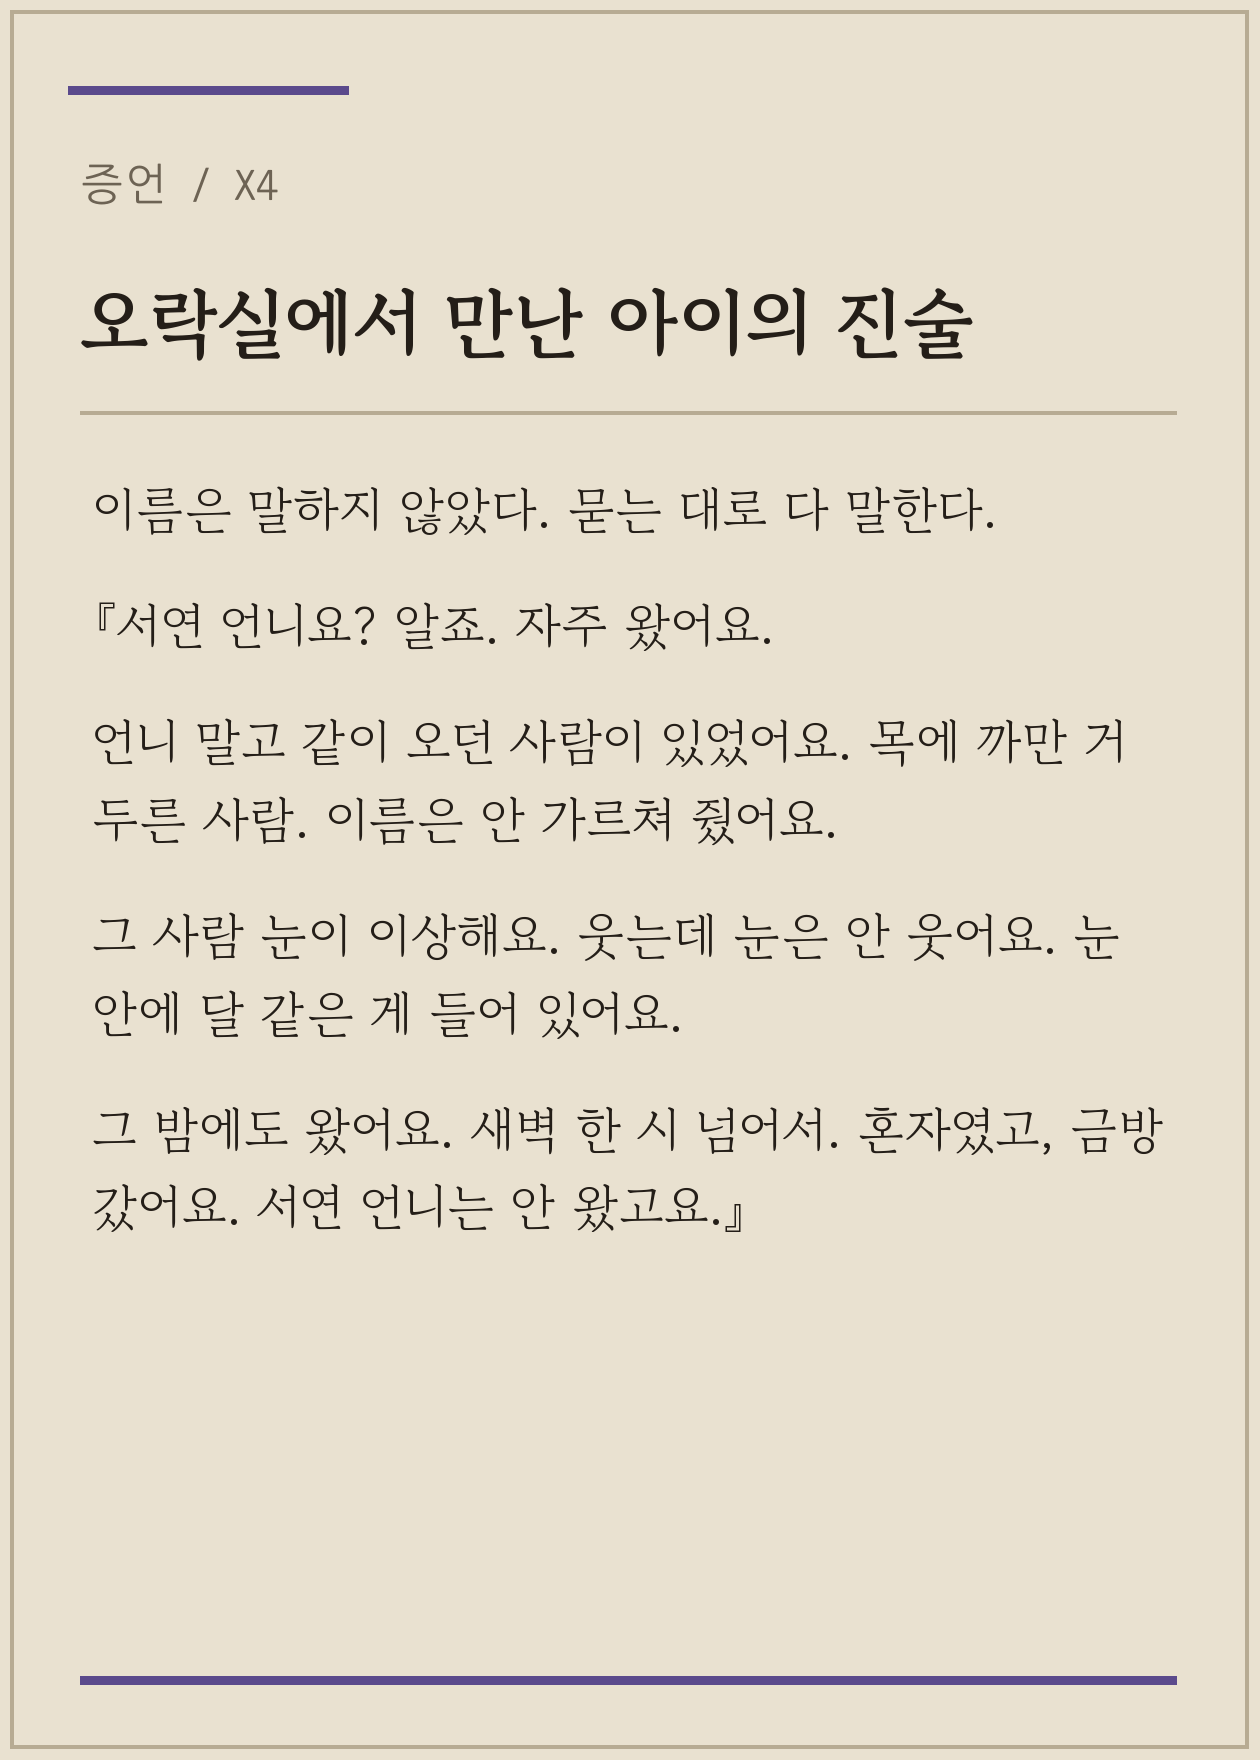 증언 / X4
오락실에서 만난 아이의 진술
이름은 말하지 않았다. 묻는 대로 다 말한다.
『서연 언니요? 알죠. 자주 왔어요.
언니 말고 같이 오던 사람이 있었어요. 목에 까만 거
두른 사람. 이름은 안 가르쳐 줬어요.
그 사람 눈이 이상해요. 웃는데 눈은 안 웃어요. 눈
안에 달 같은 게 들어 있어요.
그 밤에도 왔어요. 새벽 한 시 넘어서. 혼자였고, 금방
갔어요. 서연 언니는 안 왔고요.』